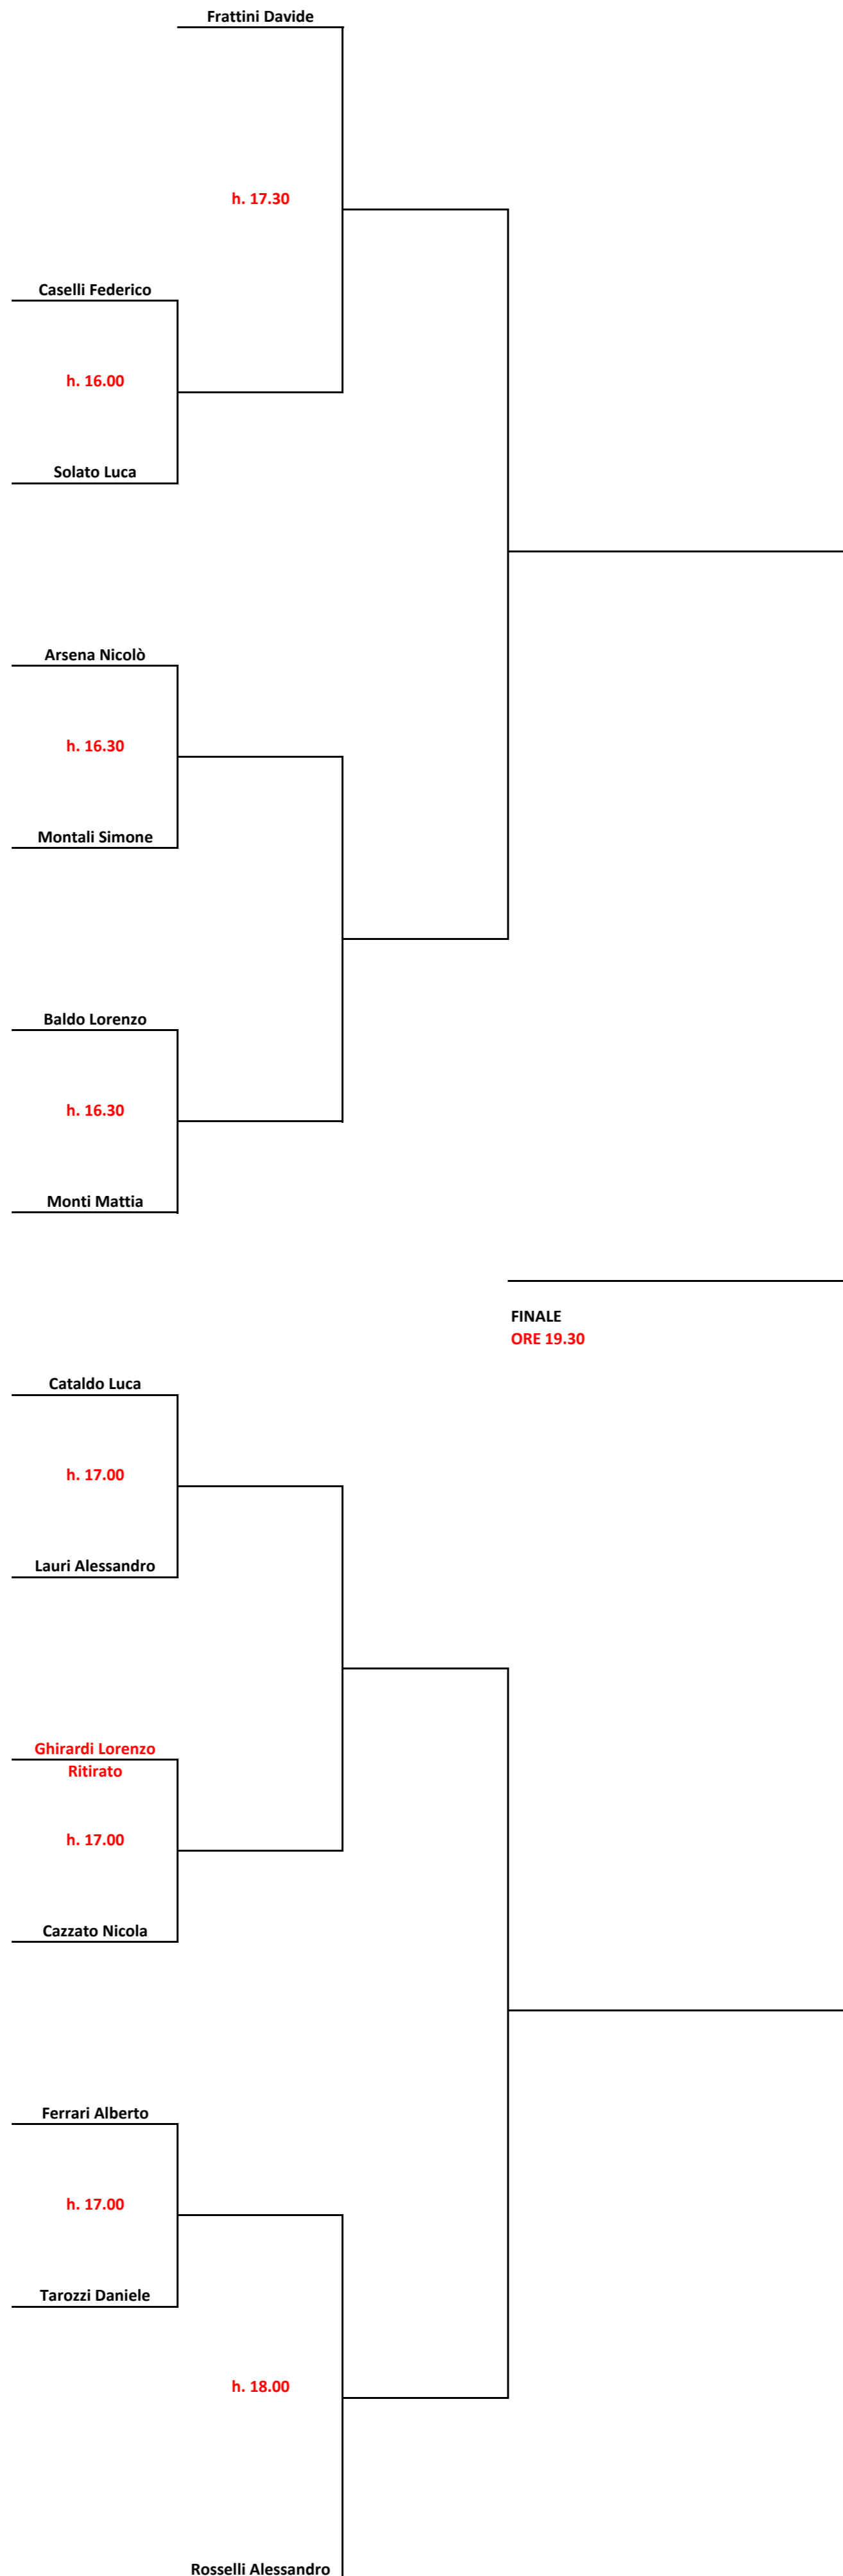 Frattini Davide
h. 17.30
Caselli Federico
h. 16.00
Solato Luca
Arsena Nicolò
h. 16.30
Montali Simone
Baldo Lorenzo
h. 16.30
Monti Mattia
FINALE
ORE 19.30
Cataldo Luca
h. 17.00
Lauri Alessandro
Ghirardi Lorenzo
Ritirato
h. 17.00
Cazzato Nicola
Ferrari Alberto
h. 17.00
Tarozzi Daniele
h. 18.00
Rosselli Alessandro